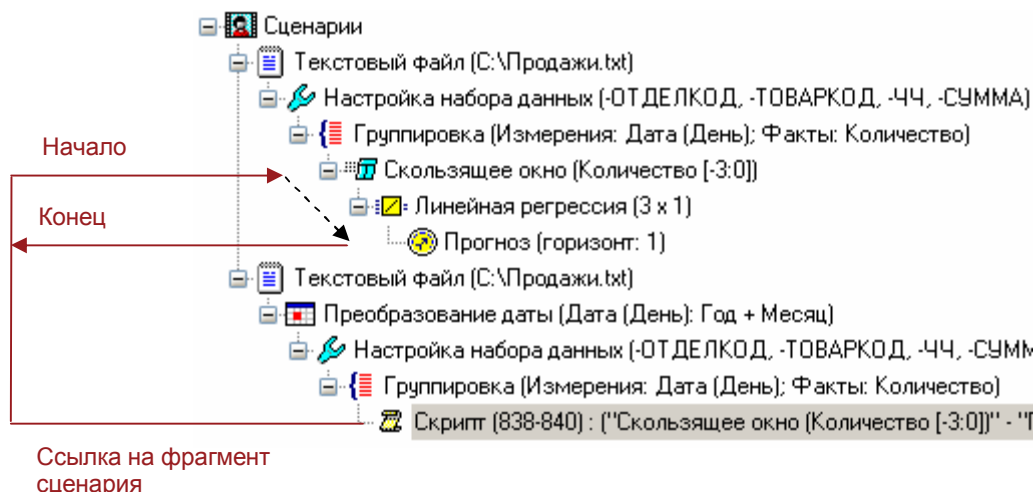 Сценарии
Текстовый файл (C:\Продажи.txt)
Настройка набора данных (-ОТДЕЛКОД, -ТОВАРКОД, -ЧЧ, -СУММА)
Группировка (Измерения: Дата (День); Факты: Количество)
Начало
Скользящее окно (Количество [-3:0])
Линейная регрессия (3 x 1)
Конец
Прогноз (горизонт: 1)
Текстовый файл (C:\Продажи.txt)
Преобразование даты (Дата (День): Год + Месяц)
Настройка набора данных (-ОТДЕЛКОД, -ТОВАРКОД, -ЧЧ, -СУММ
Группировка (Измерения: Дата (День); Факты: Количество)
Скрипт (838-840) : ("Скользящее окно (Количество [-3:0])" - "
Ссылка на фрагмент
сценария